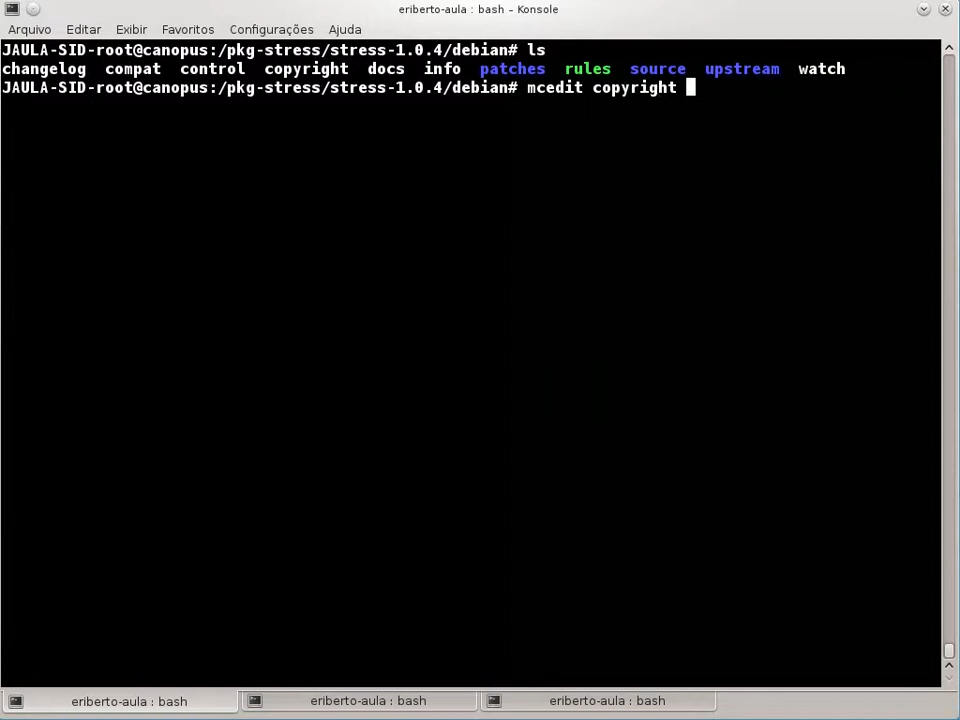 eriberto-aula : bash – Konsole
Arquivo Editar Exibir Favoritos Configurações Ajuda
JAULA-SID-root@canopus:/pkg-stress/stress-1.0.4/debian# ls
changelog compat control copyright docs info patches rules source upstream watch
JAULA-SID-root@canopus:/pkg-stress/stress-1.0.4/debian# mcedit copyright
eriberto-aula : bash eriberto-aula : bash eriberto-aula : bash